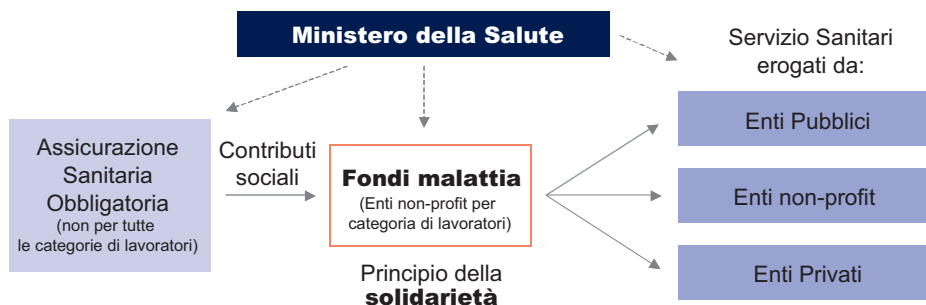 Ministero della Salute
Servizio Sanitari
erogati da:
Assicurazione
Sanitaria
Obbligatoria
(non per tutte
le categorie di lavoratori)
Contributi
sociali
Fondi malattia
(Enti non-profit per
categoria di lavoratori)
Principio della
solidarietà
Enti Pubblici
Enti non-profit
Enti Privati